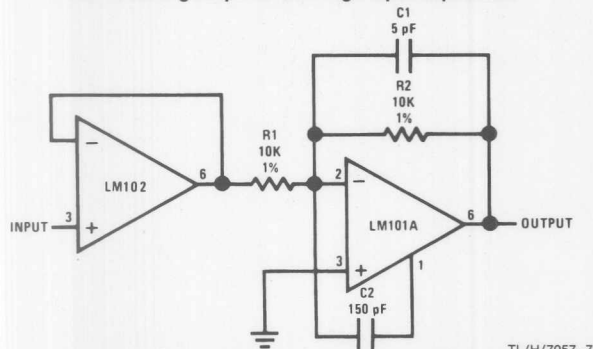 C1
5 pF
R2
10K
1%
R1
10K
1%
LM102
6
INPUT
3
2
LM101A
6
OUTPUT
3
1
C2
150 pF